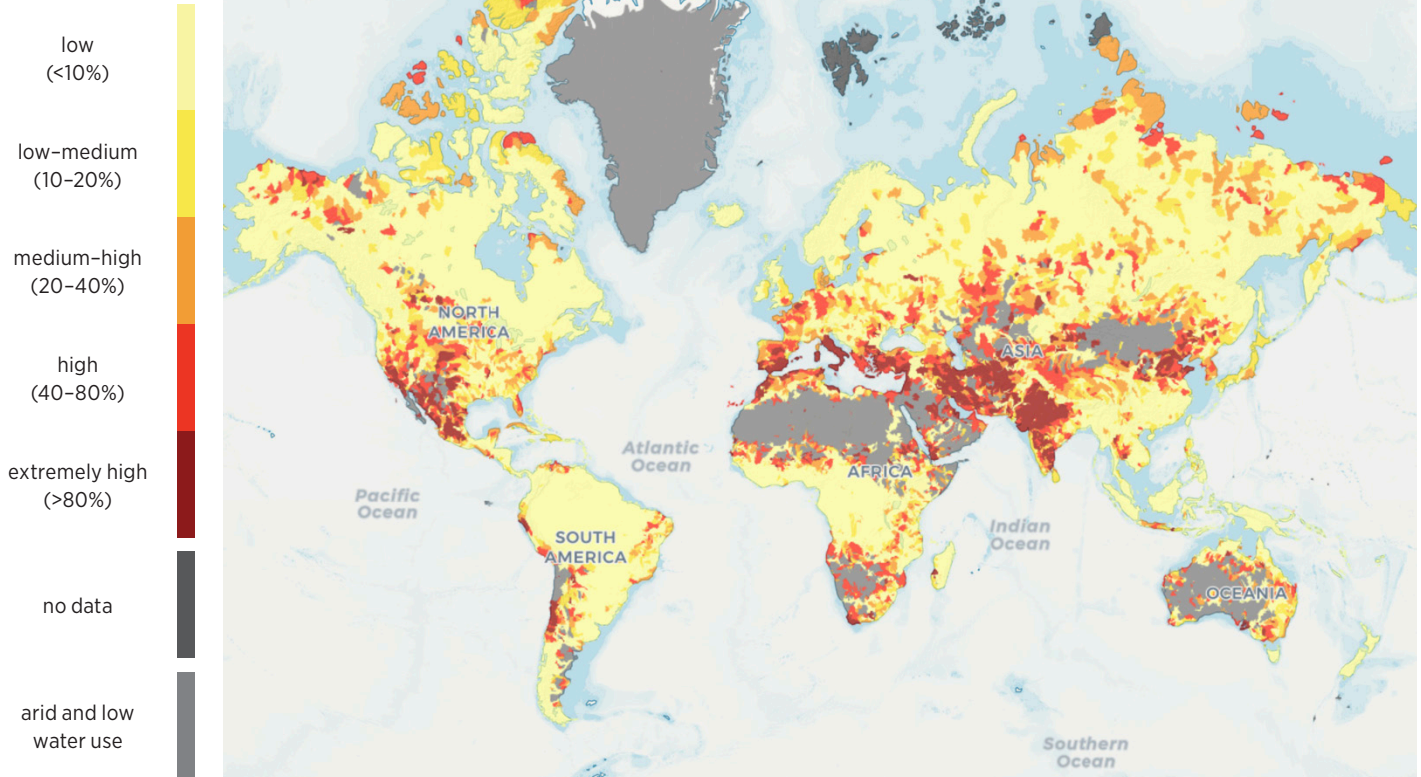 low
(<10%)
low–medium
(10–20%)
medium–high
(20–40%)
high
(40–80%)
extremely high
(>80%)
no data
arid and low
water use
NORTH
AMERICA
ASIA
Atlantic
Ocean
AFRICA
Pacific
Ocean
SOUTH
AMERICA
Indian
Ocean
OCEANIA
Southern
Ocean